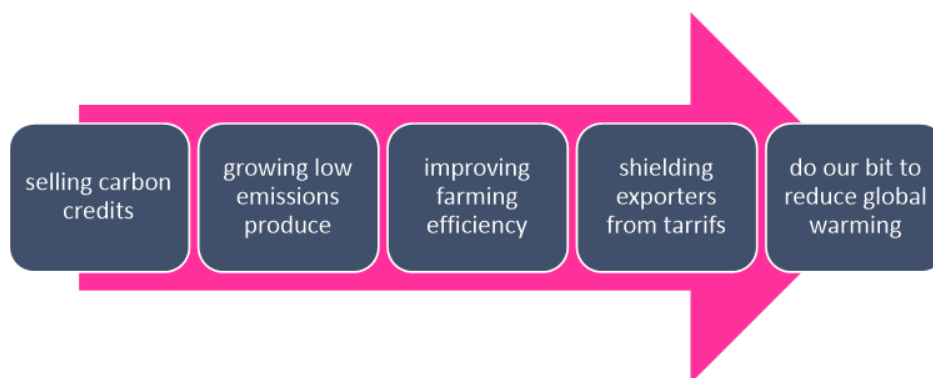 selling carbon
credits
growing low
emissions
produce
improving
farming
efficiency
shielding
exporters
from tarrifs
do our bit to
reduce global
warming